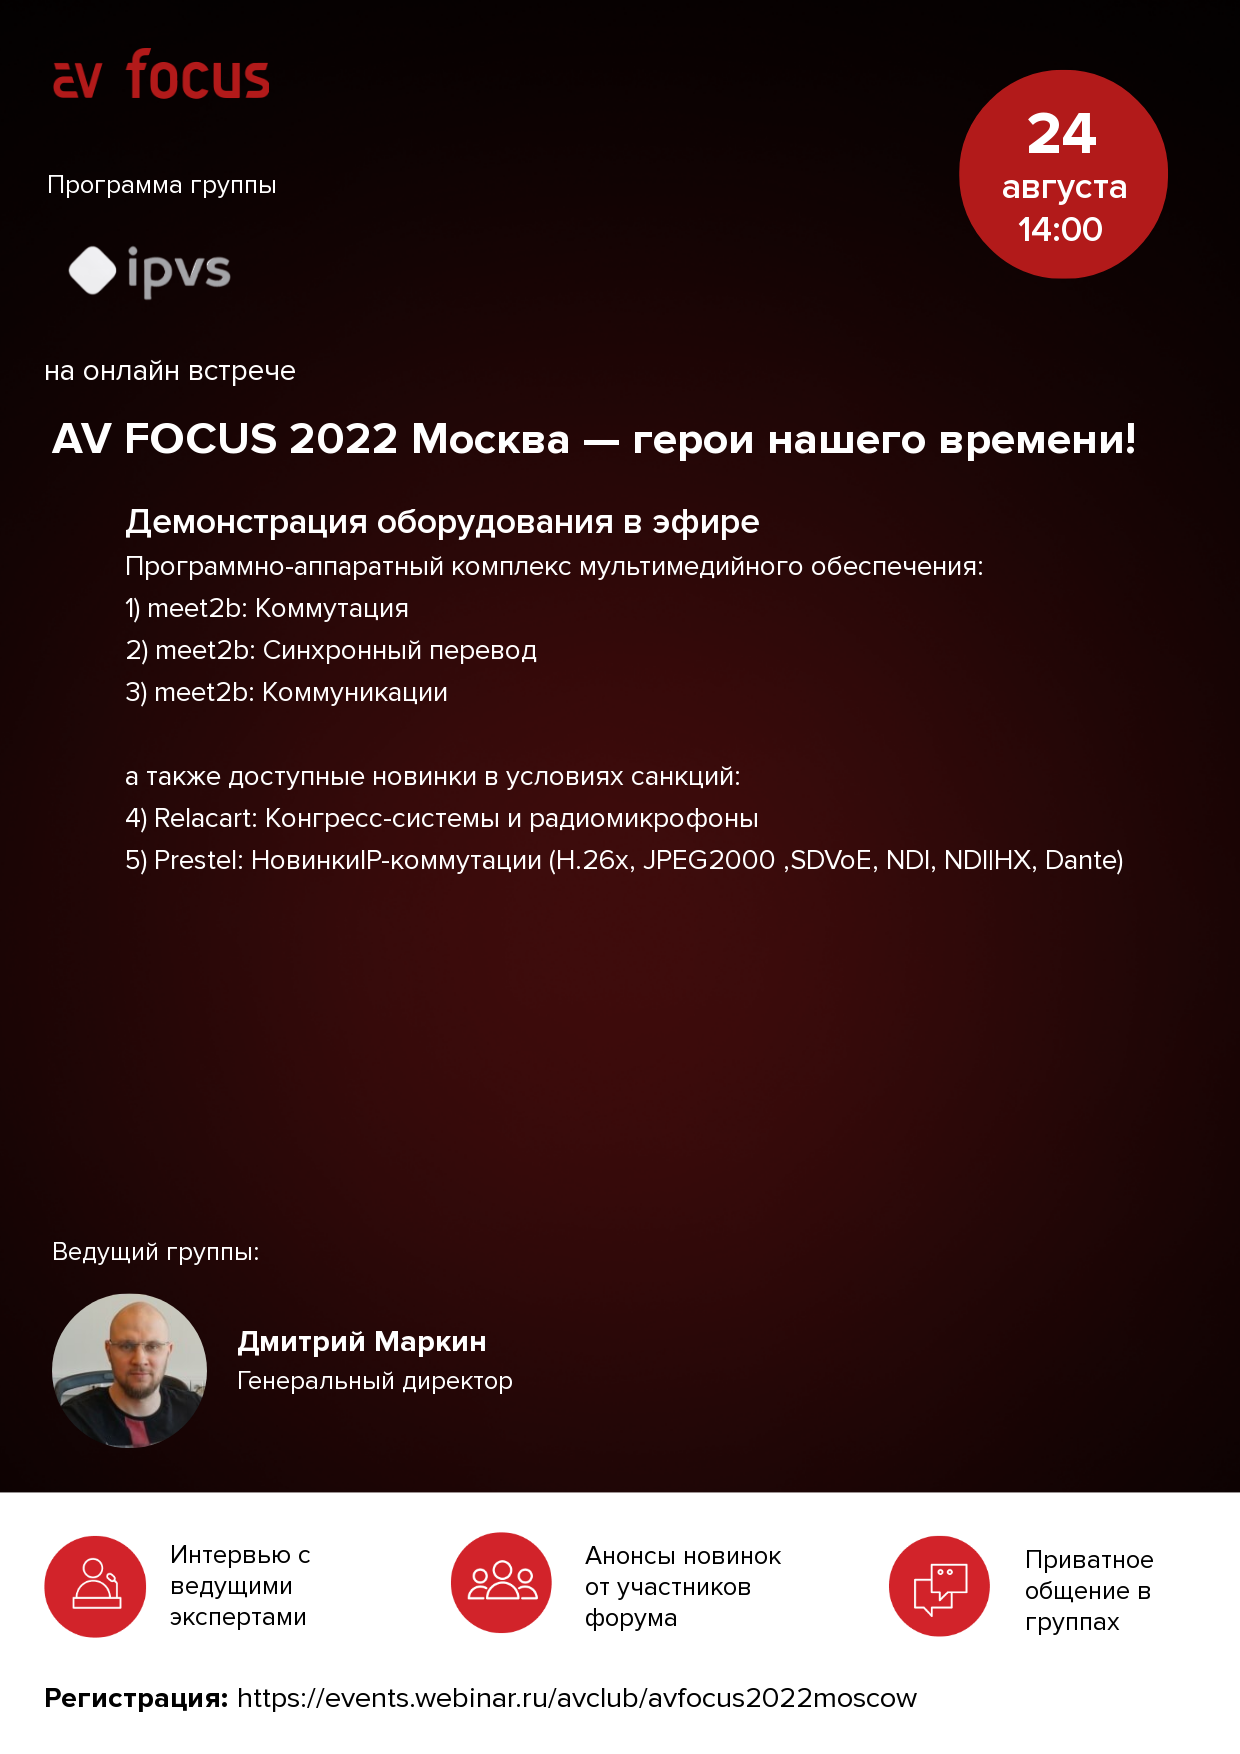 av focus
24
августа
14:00
Программа группы
ipvs
на онлайн встрече
AV FOCUS 2022 Москва — герои нашего времени!
Демонстрация оборудования в эфире
Программно-аппаратный комплекс мультимедийного обеспечения:
1) meet2b: Коммутация
2) meet2b: Синхронный перевод
3) meet2b: Коммуникации
а также доступные новинки в условиях санкций:
4) Relacart: Конгресс-системы и радиомикрофоны
5) Prestel: НовинкиIP-коммутации (H.26x, JPEG2000 ,SDVoE, NDI, NDI|HX, Dante)
Ведущий группы:
Дмитрий Маркин
Генеральный директор
Интервью с
ведущими
экспертами
Анонсы новинок
от участников
форума
Приватное
общение в
группах
Регистрация: https://events.webinar.ru/avclub/avfocus2022moscow